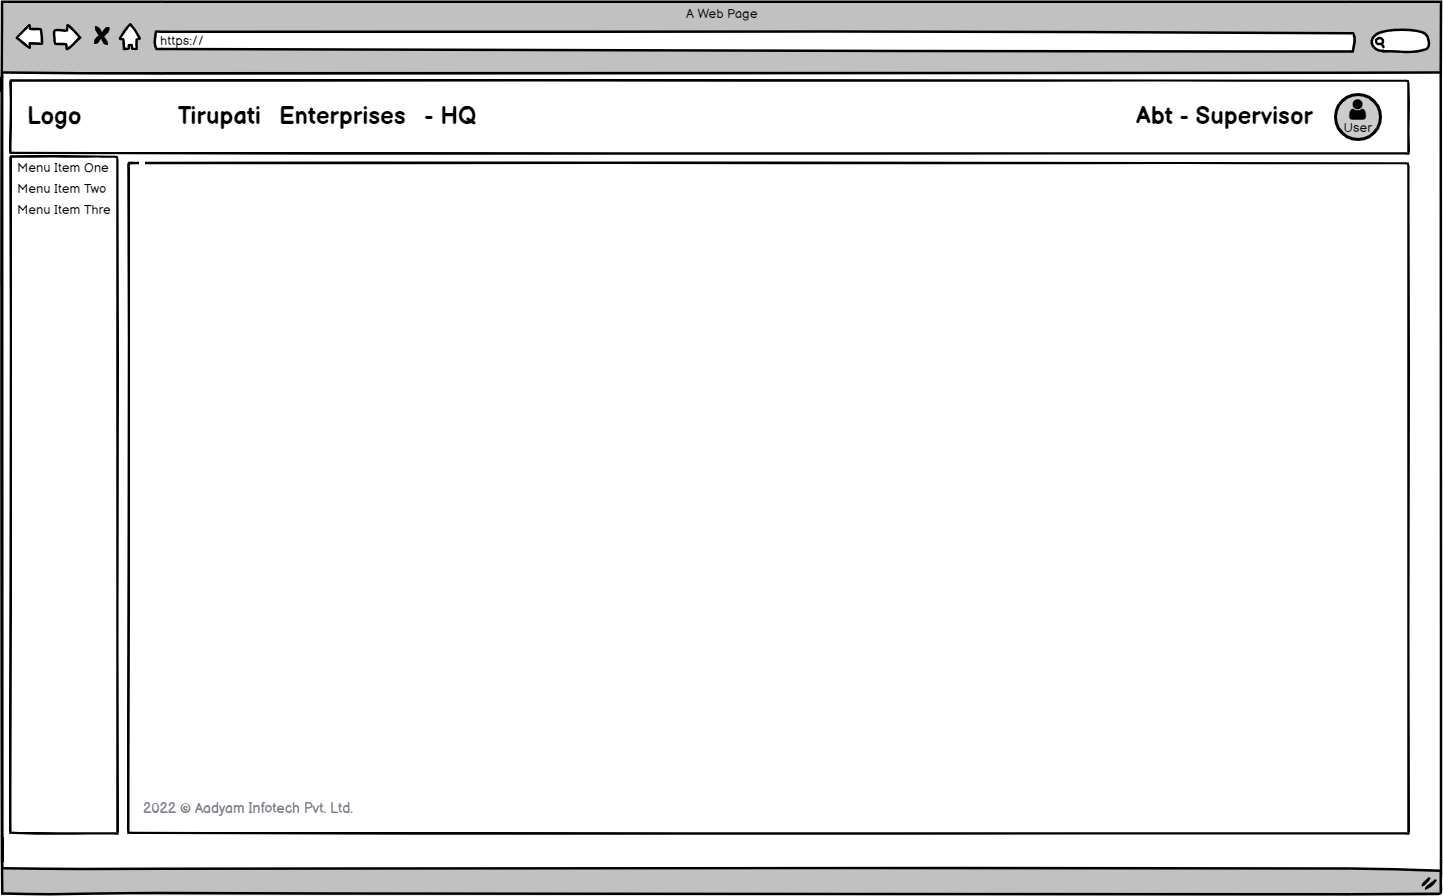 A Web Page
https://
Logo Tirupati Enterprises - HQ Abt - Supervisor
User
Menu Item One
Menu Item Two
Menu Item Thre
2022 © Aadyam Infotech Pvt. Ltd.